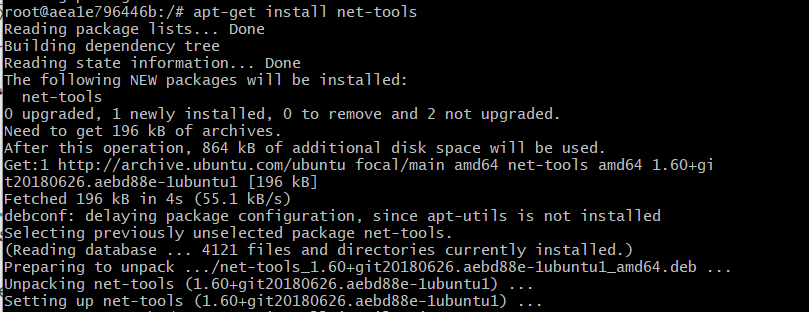 root@aea1e796446b:/# apt-get install net-tools
Reading package lists... Done
Building dependency tree
Reading state information... Done
The following NEW packages will be installed:
  net-tools
0 upgraded, 1 newly installed, 0 to remove and 2 not upgraded.
Need to get 196 kB of archives.
After this operation, 864 kB of additional disk space will be used.
Get:1 http://archive.ubuntu.com/ubuntu focal/main amd64 net-tools amd64 1.60+gi
t20180626.aebd88e-1ubuntu1 [196 kB]
Fetched 196 kB in 4s (55.1 kB/s)
debconf: delaying package configuration, since apt-utils is not installed
Selecting previously unselected package net-tools.
(Reading database ... 4121 files and directories currently installed.)
Preparing to unpack .../net-tools_1.60+git20180626.aebd88e-1ubuntu1_amd64.deb ...
Unpacking net-tools (1.60+git20180626.aebd88e-1ubuntu1) ...
Setting up net-tools (1.60+git20180626.aebd88e-1ubuntu1) ...